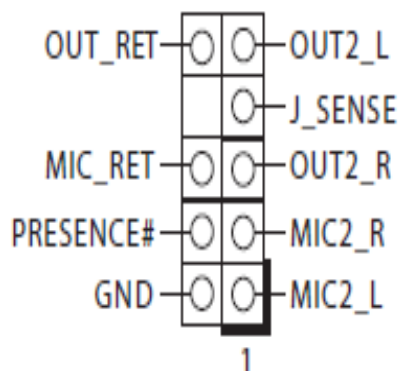 OUT_RET OUT2_L
J_SENSE
MIC_RET OUT2_R
PRESENCE# MIC2_R
GND MIC2_L
1